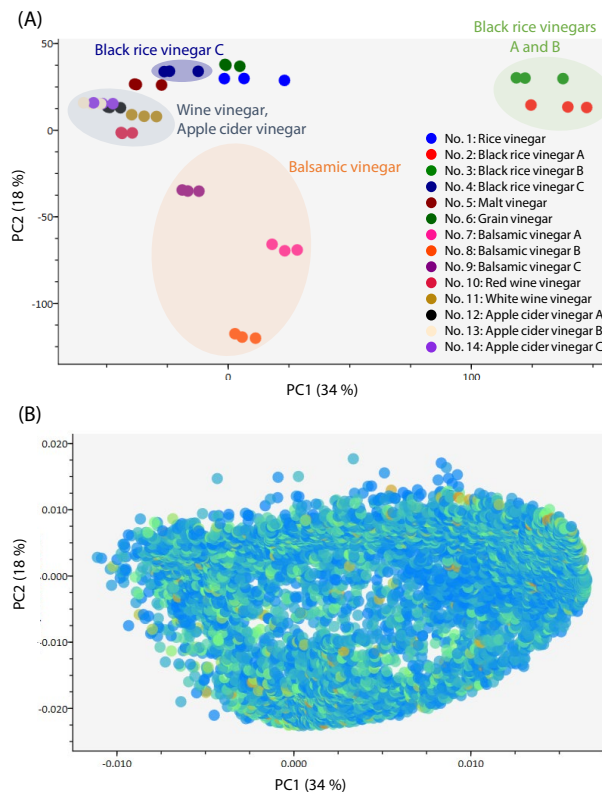 (A)
Black rice vinegars
A and B
Black rice vinegar C
Wine vinegar,
Apple cider vinegar
Balsamic vinegar
No. 1: Rice vinegar
No. 2: Black rice vinegar A
No. 3: Black rice vinegar B
No. 4: Black rice vinegar C
No. 5: Malt vinegar
No. 6: Grain vinegar
No. 7: Balsamic vinegar A
No. 8: Balsamic vinegar B
No. 9: Balsamic vinegar C
No. 10: Red wine vinegar
No. 11: White wine vinegar
No. 12: Apple cider vinegar A
No. 13: Apple cider vinegar B
No. 14: Apple cider vinegar C
PC2 (18 %)
50
0
-50
-100
0
100
PC1 (34 %)
(B)
PC2 (18 %)
0.020
0.010
-0.000
-0.010
-0.020
-0.010
0.000
0.010
PC1 (34 %)